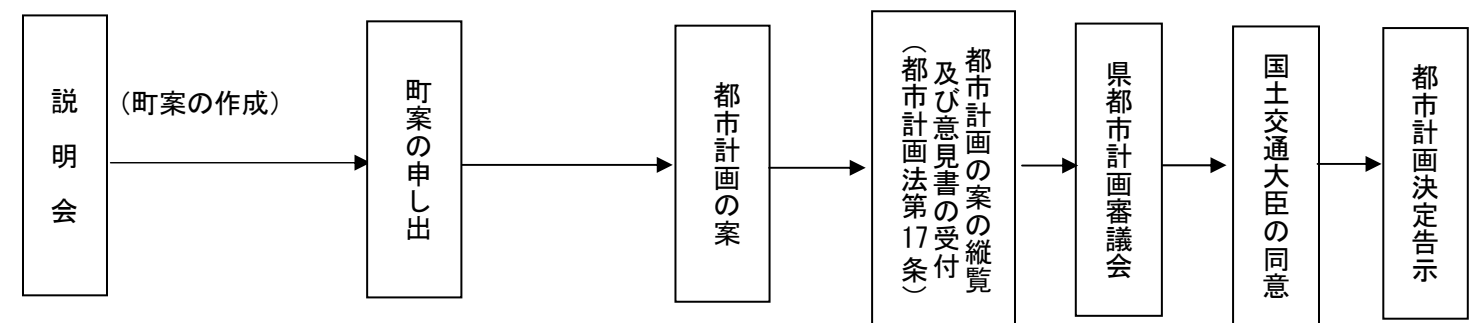 説明会
（町案の作成）
町案の申し出
都市計画の案
都市計画の案の縦覧
及び意見書の受付
（都市計画法第17条）
県都市計画審議会
国土交通大臣の同意
都市計画決定告示